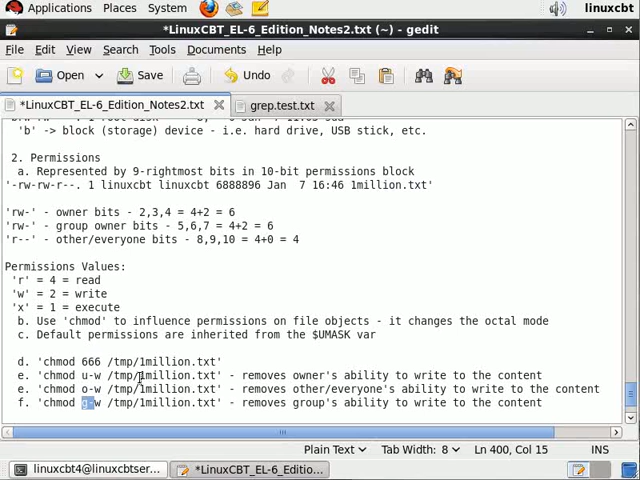 Applications Places System linuxcbt
*LinuxCBT_EL-6_Edition_Notes2.txt (~) - gedit
File Edit View Search Tools Documents Help
Open Save Undo
*LinuxCBT_EL-6_Edition_Notes2.txt grep.test.txt
'b' -> block (storage) device - i.e. hard drive, USB stick, etc.
2. Permissions
a. Represented by 9-rightmost bits in 10-bit permissions block
'-rw-rw-r--. 1 linuxcbt linuxcbt 6888896 Jan 7 16:46 1million.txt'
'rw-' - owner bits - 2,3,4 = 4+2 = 6
'rw-' - group owner bits - 5,6,7 = 4+2 = 6
'r--' - other/everyone bits - 8,9,10 = 4+0 = 4
Permissions Values:
'r' = 4 = read
'w' = 2 = write
'x' = 1 = execute
b. Use 'chmod' to influence permissions on file objects - it changes the octal mode
c. Default permissions are inherited from the $UMASK var
d. 'chmod 666 /tmp/1million.txt'
e. 'chmod u-w /tmp/1million.txt' - removes owner's ability to write to the content
e. 'chmod o-w /tmp/1million.txt' - removes other/everyone's ability to write to the content
f. 'chmod g-w /tmp/1million.txt' - removes group's ability to write to the content
Plain Text Tab Width: 8 Ln 400, Col 15 INS
linuxcbt4@linuxcbtser... *LinuxCBT_EL-6_Editio...